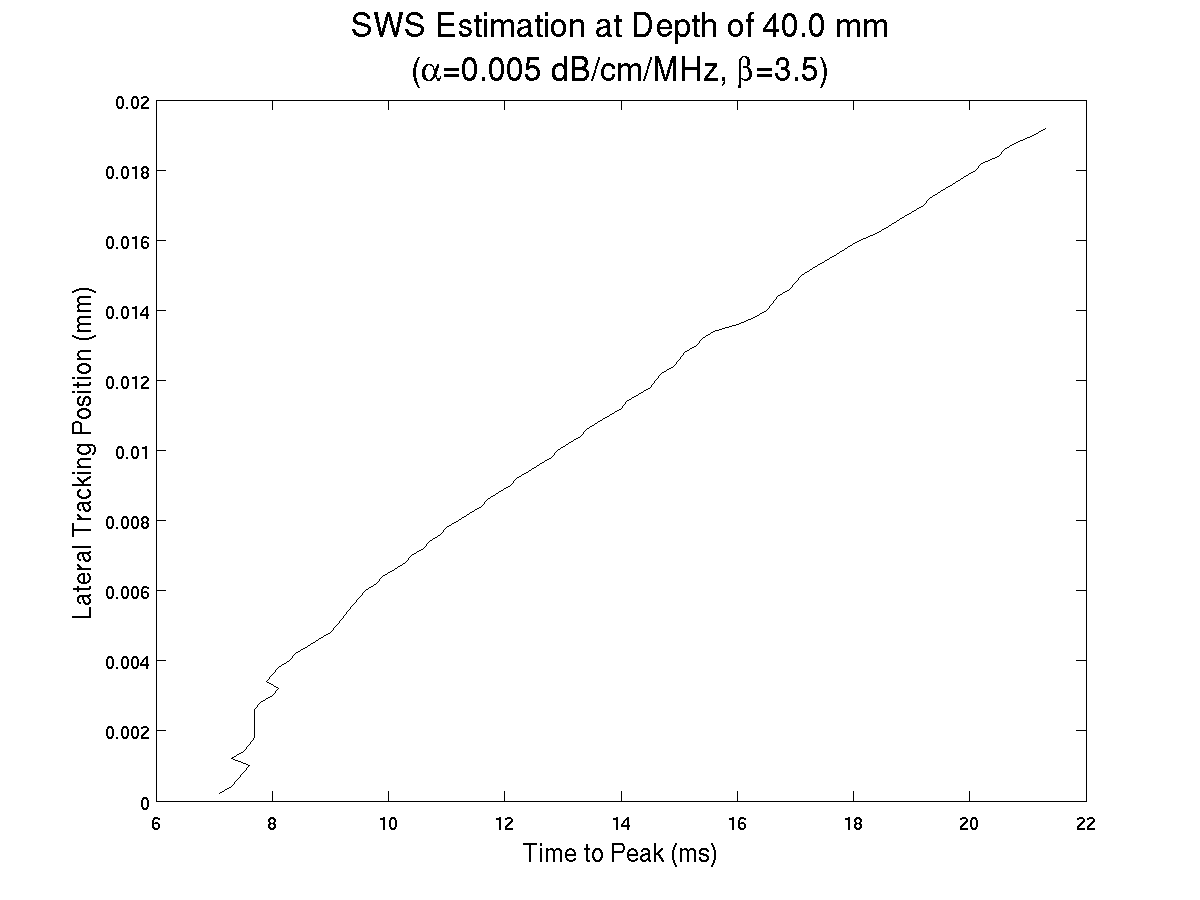 SWS Estimation at Depth of 40.0 mm
(α=0.005 dB/cm/MHz, β=3.5)
0.02
0.018
0.016
0.014
0.012
0.01
0.008
0.006
0.004
0.002
0
Lateral Tracking Position (mm)
6 8 10 12 14 16 18 20 22
Time to Peak (ms)